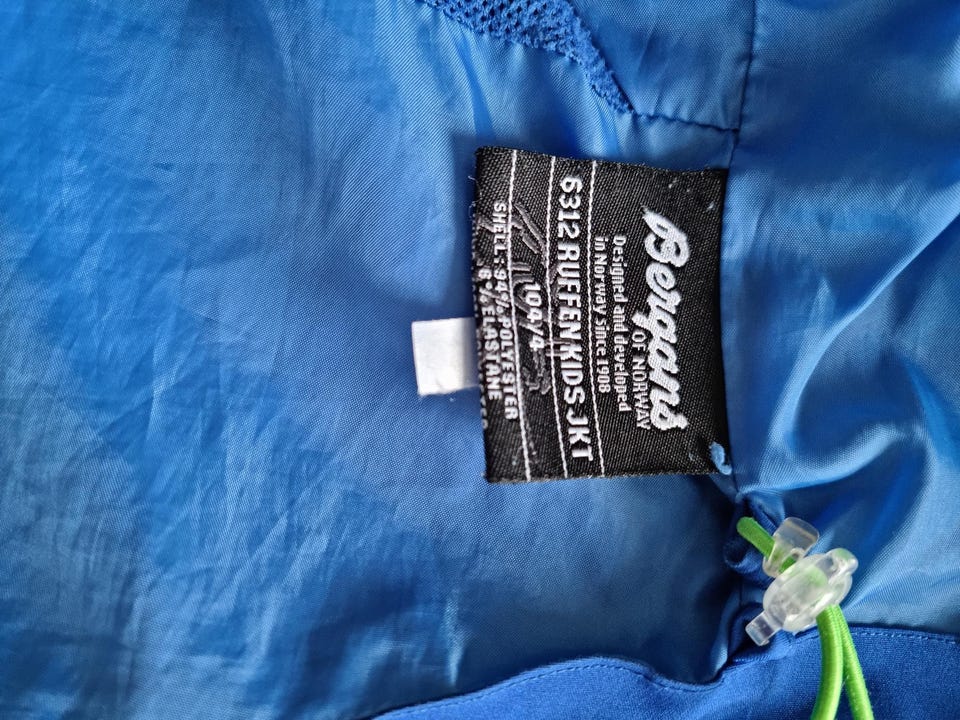 Bergans
OF NORWAY
Designed and developed
in Norway since 1908
6312 RUFFEN KIDS JKT
104/4
SHELL: 94% POLYESTER
6% ELASTANE